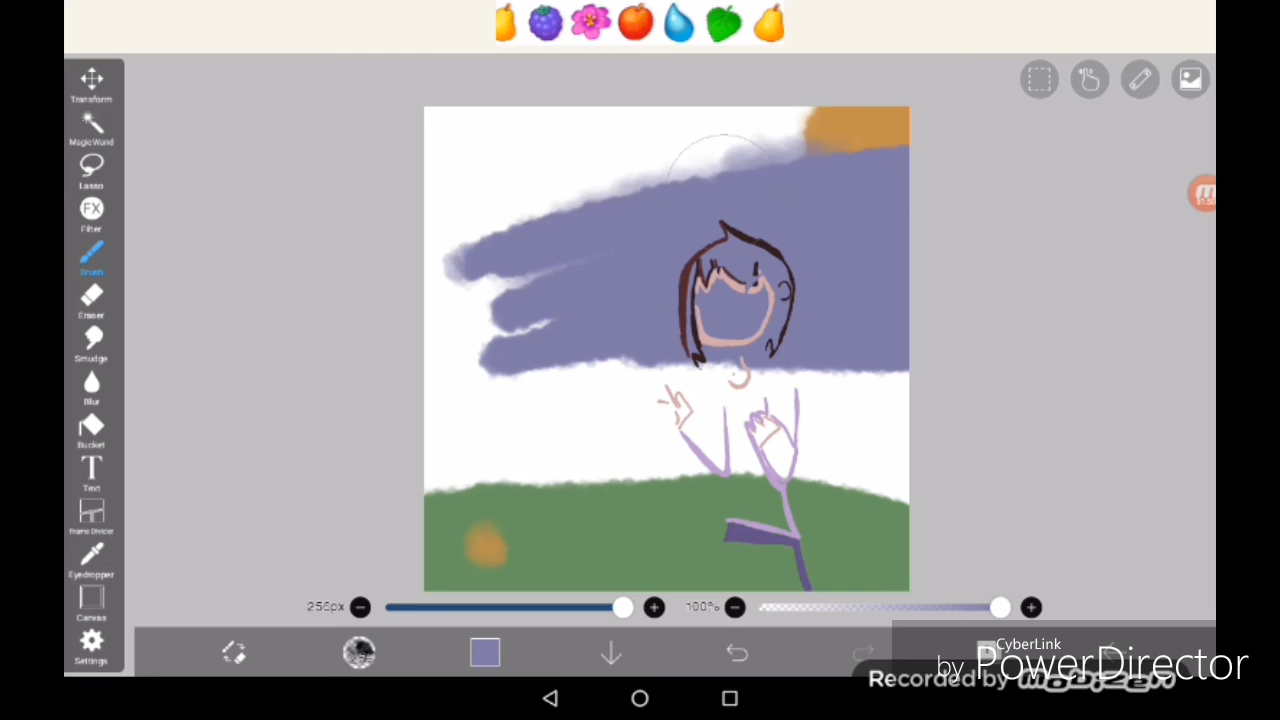 Transform
Magic Wand
Lasso
FX
Filter
Brush
Eraser
Smudge
Blur
Bucket
T
Text
Frame Divider
Eyedropper
Canvas
Settings
256px
100%
CyberLink
by PowerDirector
Recorded by mobizen